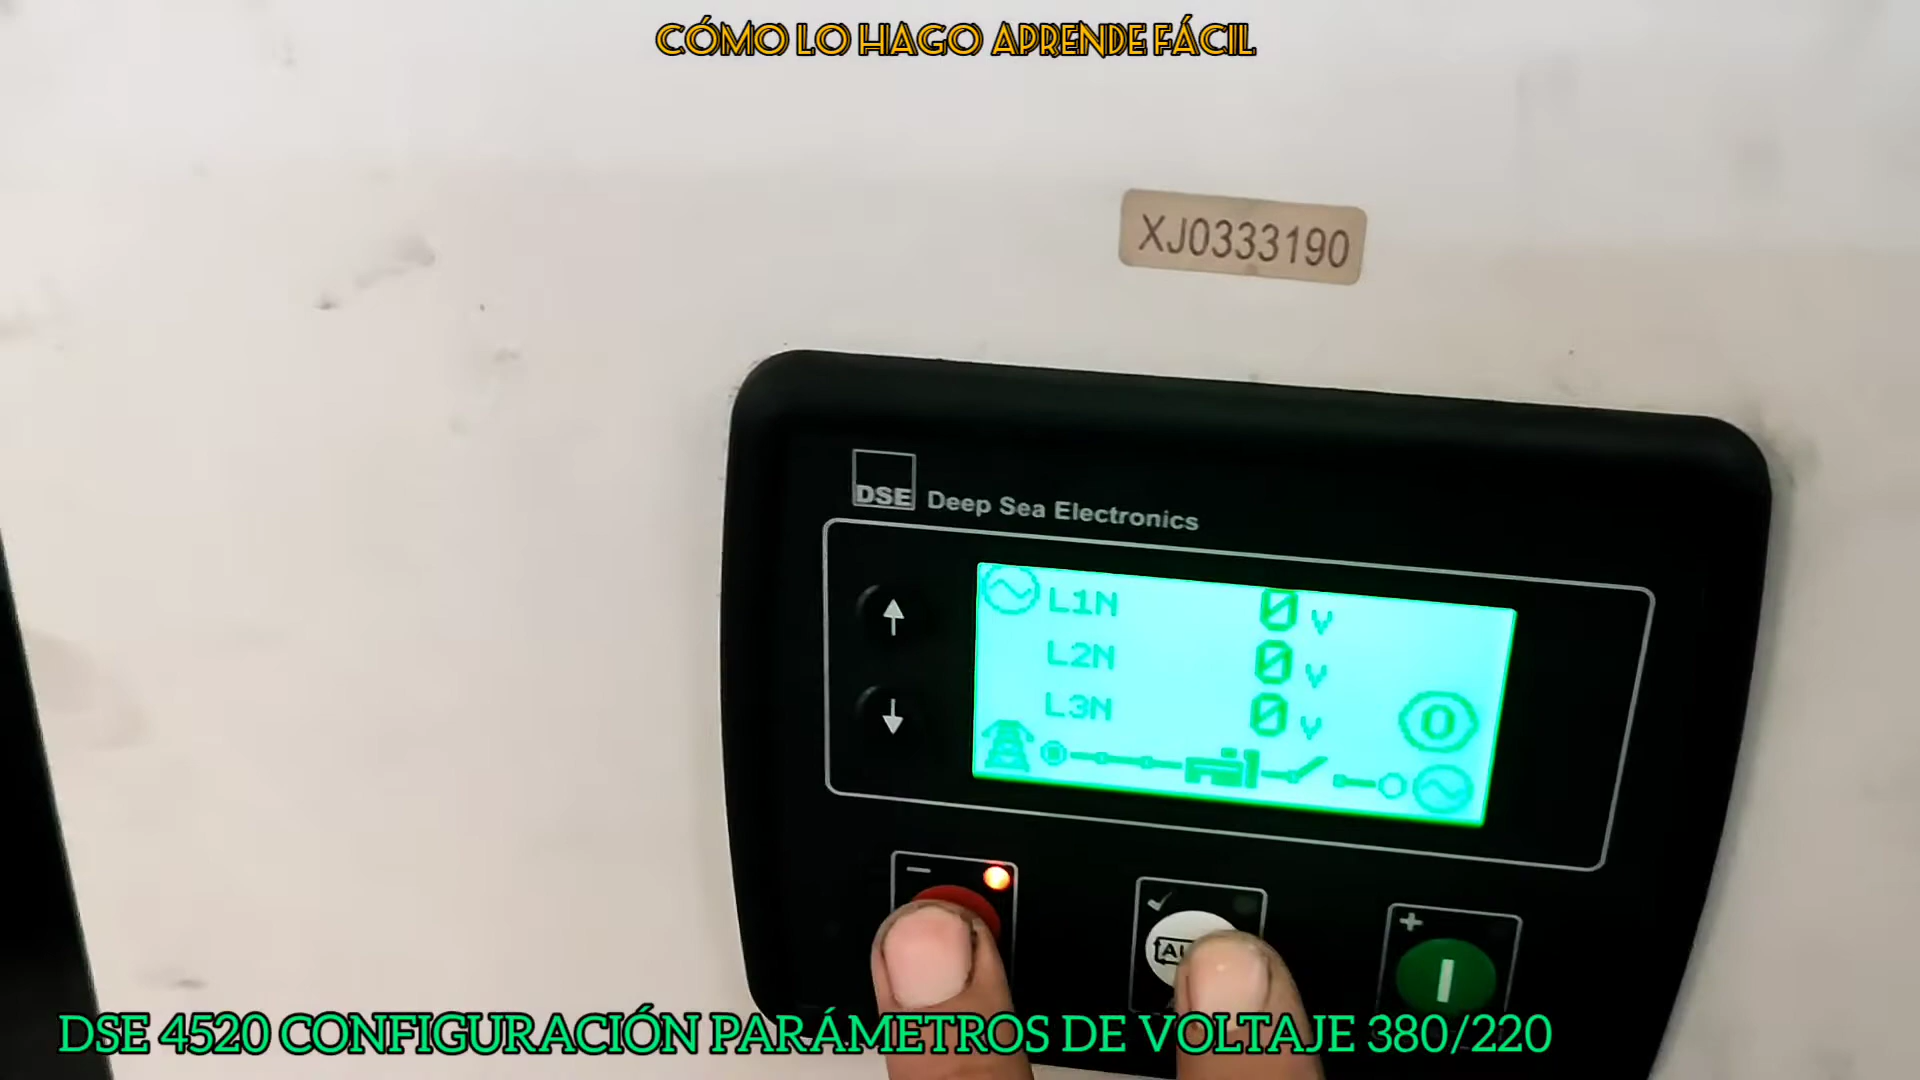 CÓMO LO HAGO APRENDE FÁCIL
XJ0333190
DSE Deep Sea Electronics
L1N 0 V
L2N 0 V
L3N 0 V
0
DSE 4520 CONFIGURACIÓN PARÁMETROS DE VOLTAJE 380/220